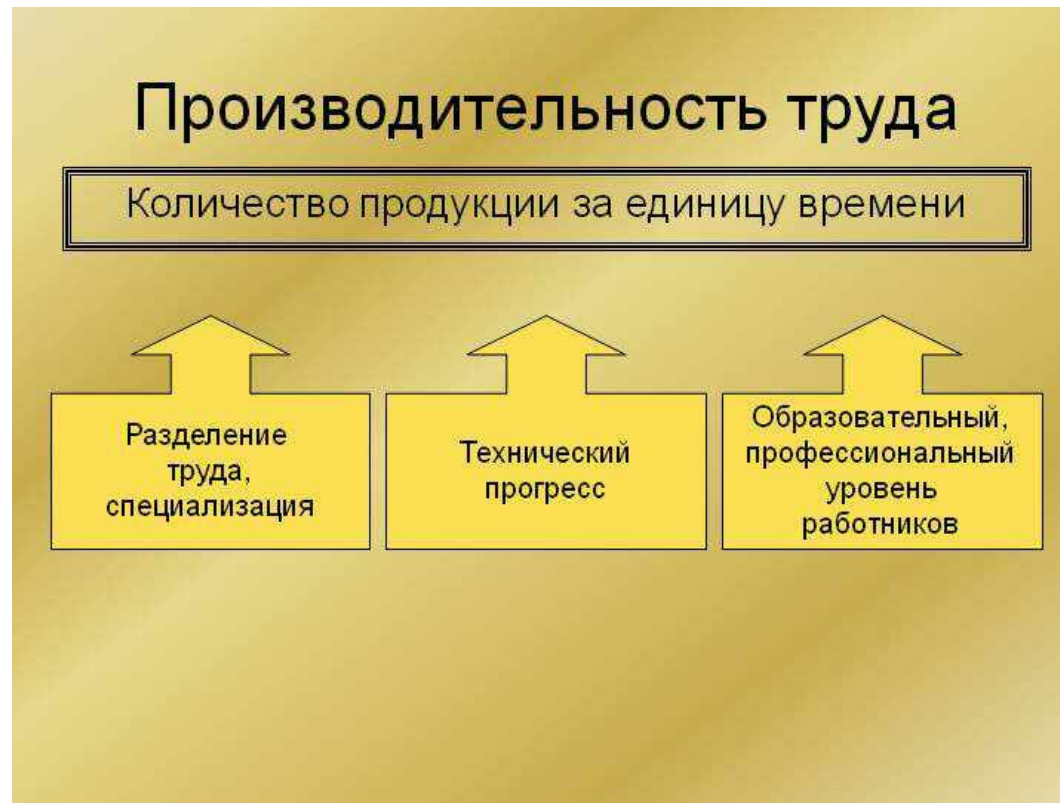 Производительность труда
Количество продукции за единицу времени
Разделение
труда,
специализация
Технический
прогресс
Образовательный,
профессиональный
уровень
работников